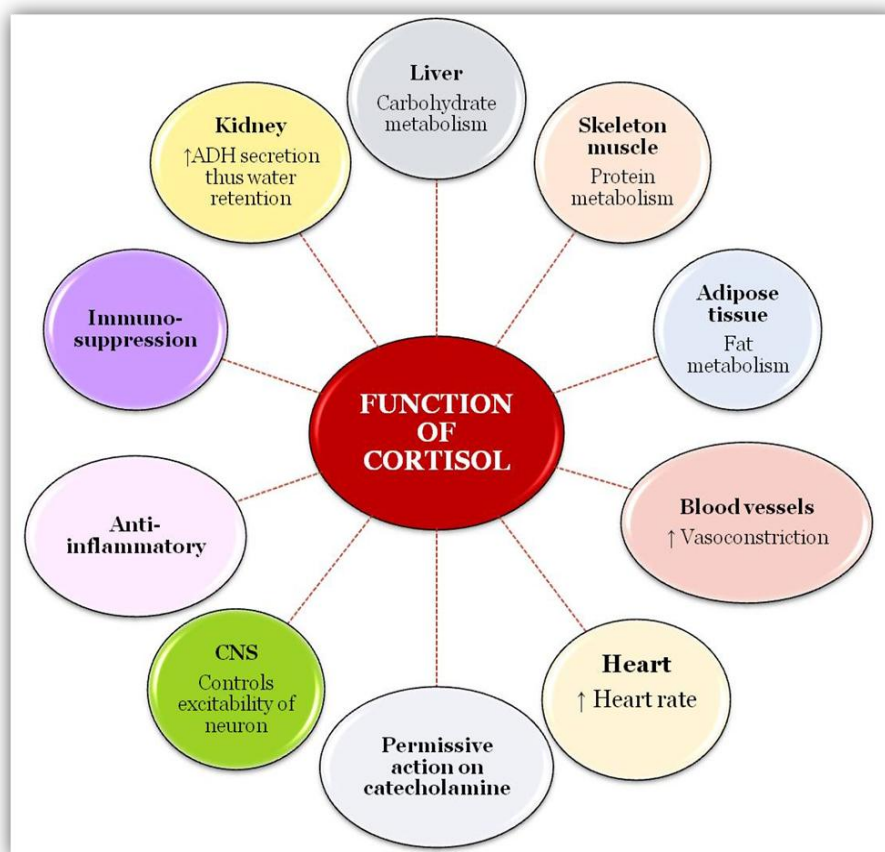 Liver
Carbohydrate
metabolism
Skeleton
muscle
Protein
metabolism
Adipose
tissue
Fat
metabolism
Blood vessels
↑ Vasoconstriction
Heart
↑ Heart rate
Permissive
action on
catecholamine
CNS
Controls
excitability of
neuron
Anti-
inflammatory
Immuno-
suppression
Kidney
↑ADH secretion
thus water
retention
FUNCTION
OF
CORTISOL